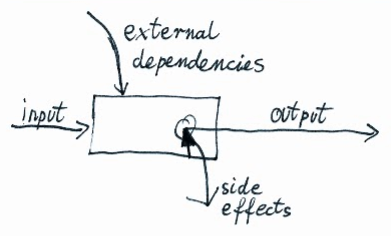 external
dependencies
input
output
side
effects